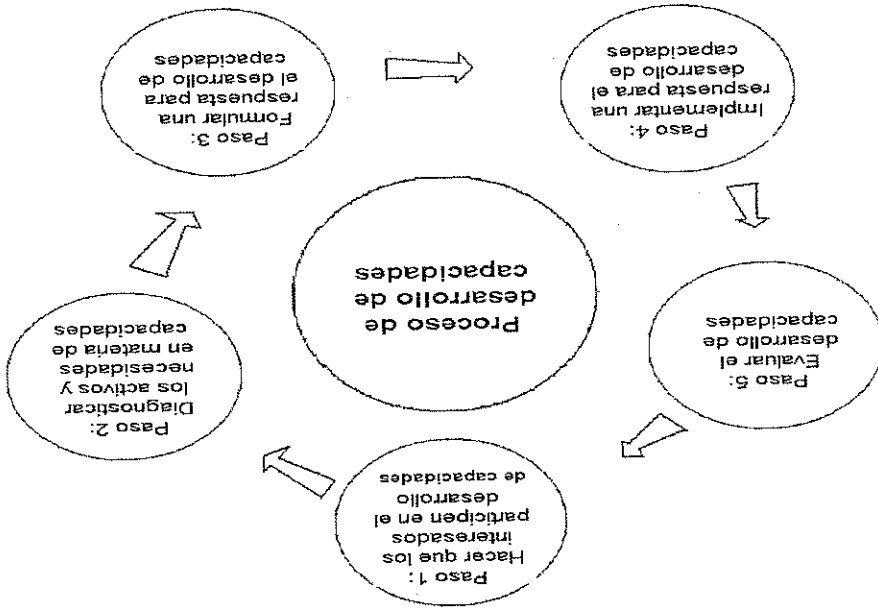 Paso 1:
Hacer que los
interesados
participen en el
desarrollo
de capacidades
Paso 2:
Diagnosticar
los activos y
necesidades
en materia de
capacidades
Paso 3:
Formular una
respuesta para
el desarrollo de
capacidades
Paso 4:
Implementar una
respuesta para el
desarrollo de
capacidades
Paso 5:
Evaluar el
desarrollo de
capacidades
Proceso de
desarrollo de
capacidades